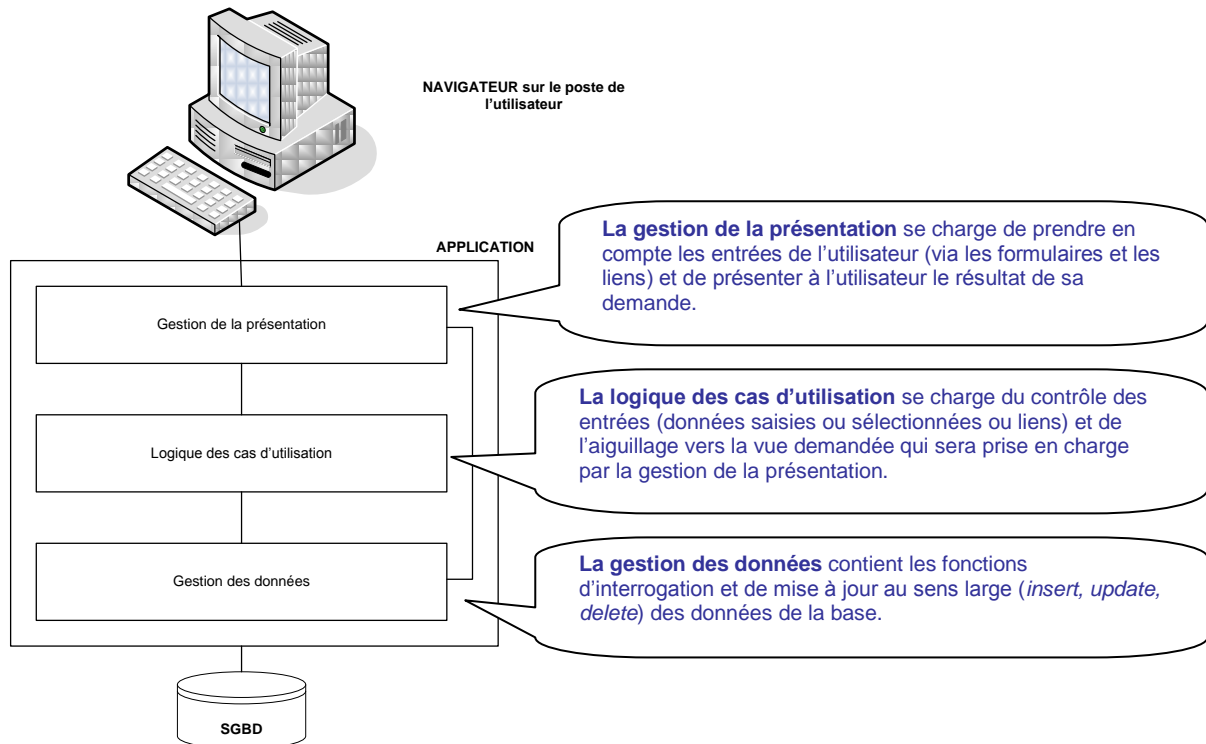 NAVIGATEUR sur le poste de
l'utilisateur
APPLICATION
La gestion de la présentation se charge de prendre en
compte les entrées de l'utilisateur (via les formulaires et les
liens) et de présenter à l'utilisateur le résultat de sa
demande.
Gestion de la présentation
La logique des cas d'utilisation se charge du contrôle des
entrées (données saisies ou sélectionnées ou liens) et de
l'aiguillage vers la vue demandée qui sera prise en charge
par la gestion de la présentation.
Logique des cas d'utilisation
La gestion des données contient les fonctions
d'interrogation et de mise à jour au sens large (insert, update,
delete) des données de la base.
Gestion des données
SGBD